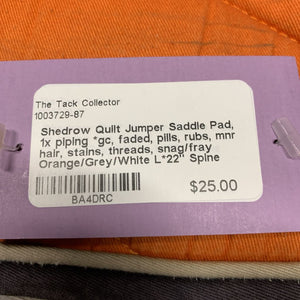 The Tack Collector
1003729-87
Shedrow Quilt Jumper Saddle Pad,
1x piping *gc, faded, pills, rubs, mnr
hair, stains, threads, snag/fray
Orange/Grey/White L*22" Spine
$25.00
BA4DRC